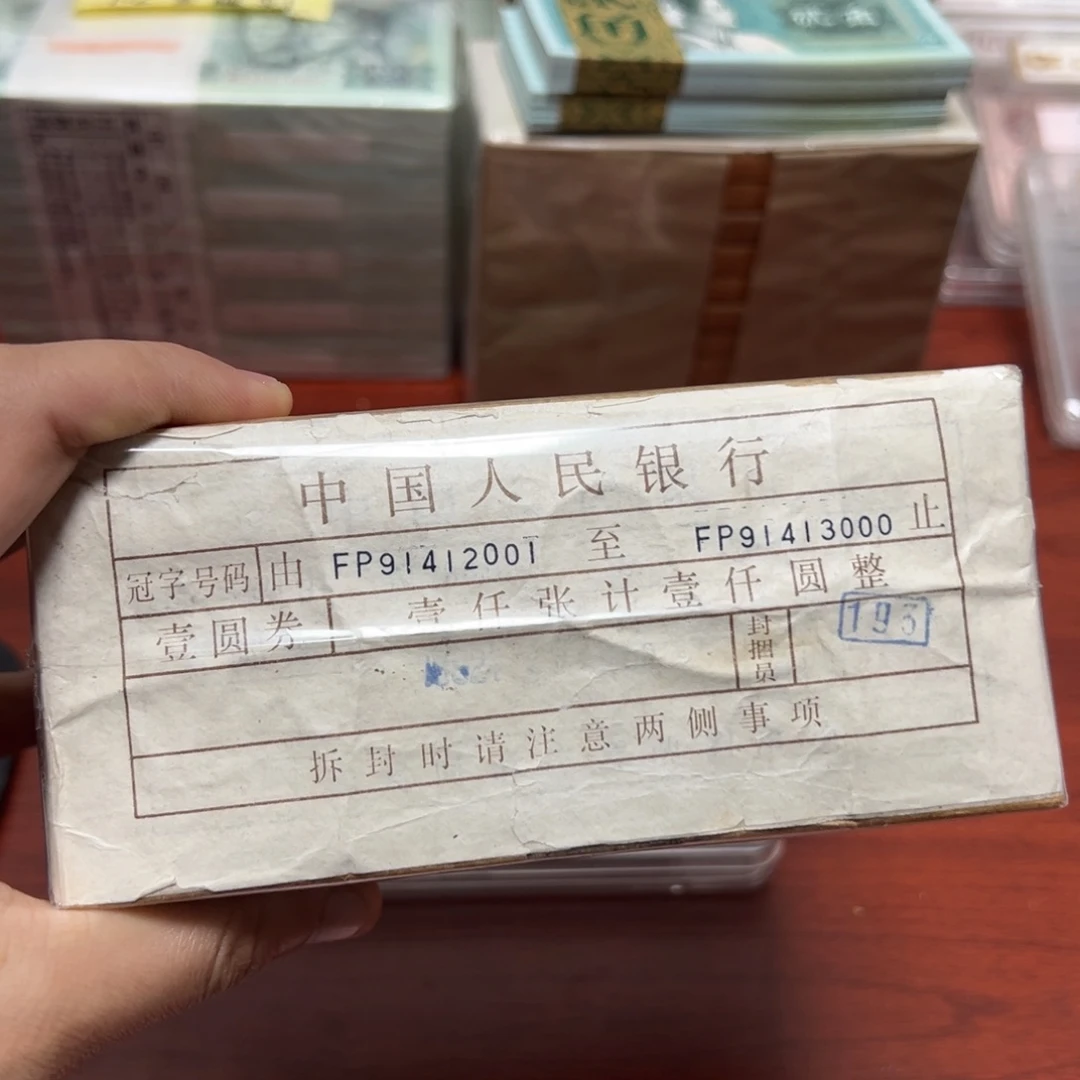 贰角
中国人民银行
冠字号码 由 FP91412001 至 FP91413000 止
壹圆券 壹仟张计壹仟圆整
封捆员 193
拆封时请注意两侧事项